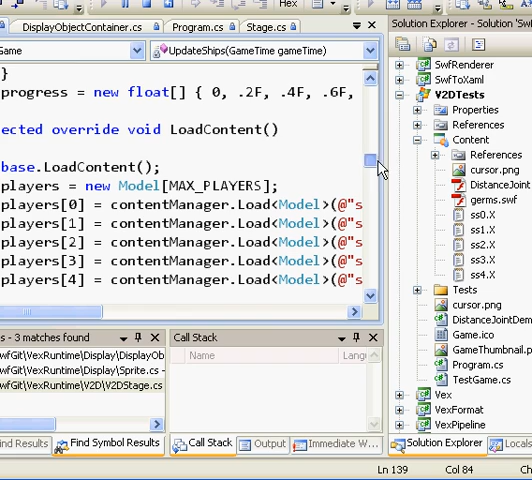 Hex
DisplayObjectContainer.cs
Program.cs
Stage.cs
Game
UpdateShips(GameTime gameTime)
}
progress = new float[] { 0, .2F, .4F, .6F,
ected override void LoadContent()
base.LoadContent();
players = new Model[MAX_PLAYERS];
players[0] = contentManager.Load<Model>(@"s
players[1] = contentManager.Load<Model>(@"s
players[2] = contentManager.Load<Model>(@"s
players[3] = contentManager.Load<Model>(@"s
players[4] = contentManager.Load<Model>(@"s
s - 3 matches found
wfGit/VexRuntime/Display/DisplayOb
wfGit/VexRuntime/Display/Sprite.cs -
wfGit/VexRuntime/V2D/V2DStage.cs
ind Results
Find Symbol Results
Call Stack
Name
Langu
Call Stack
Output
Immediate W...
Solution Explorer - Solution 'Swf
SwfRenderer
SwfToXaml
V2DTests
Properties
References
Content
References
cursor.png
DistanceJoint
germs.swf
ss0.X
ss1.X
ss2.X
ss3.X
ss4.X
Tests
cursor.png
DistanceJointDem
Game.ico
GameThumbnail.p
Program.cs
TestGame.cs
Vex
VexFormat
VexPipeline
Solution Explorer
Locals
Ln 139
Col 84
Ch